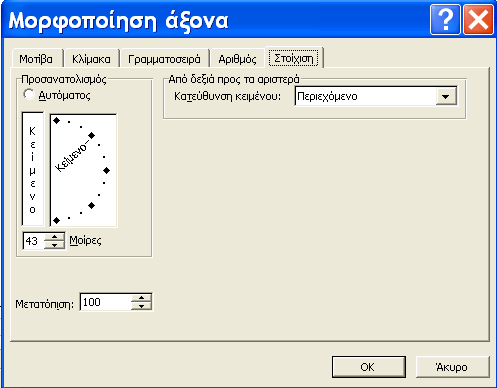 Μορφοποίηση άξονα
Μοτίβα Κλίμακα Γραμματοσειρά Αριθμός Στοίχιση
Προσανατολισμός
Αυτόματος
Κείμενο
Κείμενο
43 Μοίρες
Από δεξιά προς τα αριστερά
Κατεύθυνση κειμένου: Περιεχόμενο
Μετατόπιση: 100
OK Άκυρο